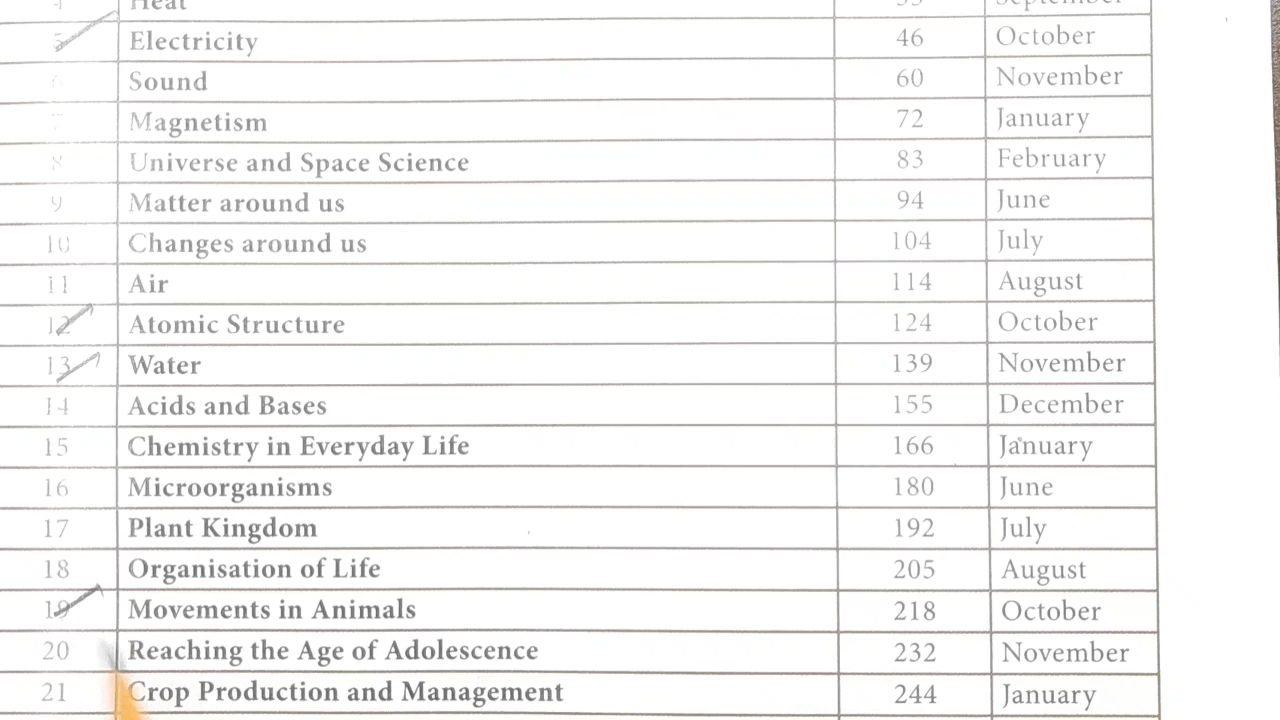 Heat September
5 Electricity 46 October
6 Sound 60 November
7 Magnetism 72 January
8 Universe and Space Science 83 February
9 Matter around us 94 June
10 Changes around us 104 July
11 Air 114 August
12 Atomic Structure 124 October
13 Water 139 November
14 Acids and Bases 155 December
15 Chemistry in Everyday Life 166 January
16 Microorganisms 180 June
17 Plant Kingdom 192 July
18 Organisation of Life 205 August
19 Movements in Animals 218 October
20 Reaching the Age of Adolescence 232 November
21 Crop Production and Management 244 January